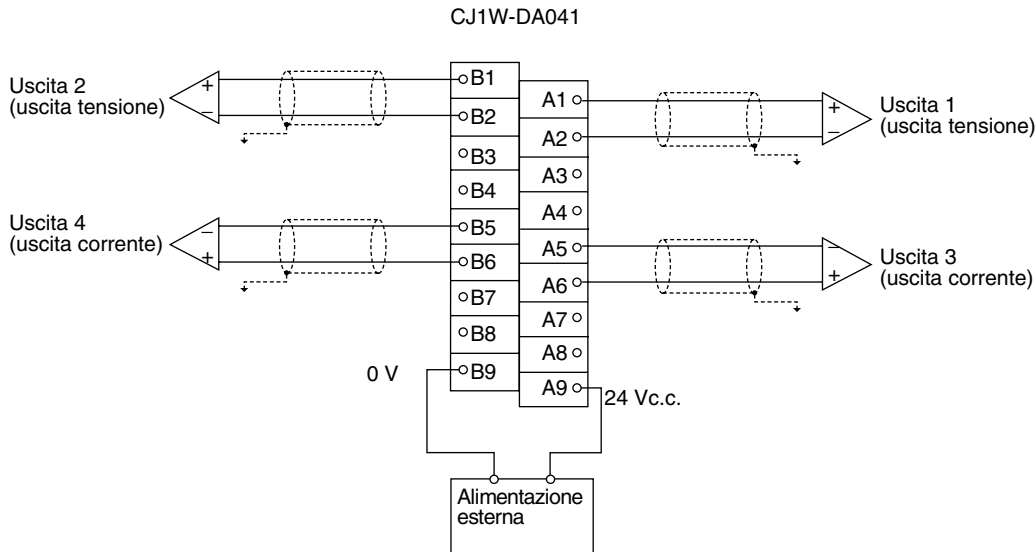 CJ1W-DA041
Uscita 2
(uscita tensione)
+
−
B1
B2
B3
B4
B5
B6
B7
B8
B9
A1
A2
A3
A4
A5
A6
A7
A8
A9
+
−
Uscita 1
(uscita tensione)
Uscita 4
(uscita corrente)
−
+
−
+
Uscita 3
(uscita corrente)
0 V
24 Vc.c.
Alimentazione
esterna